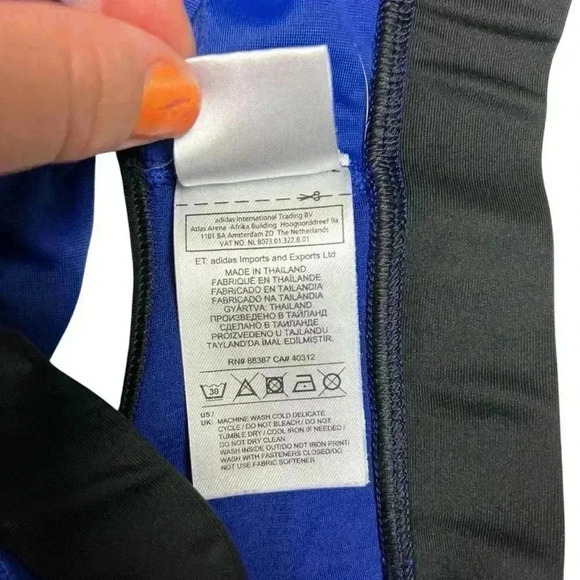 adidas International Trading BV
Atlas Arena -Afrika Building Hoogoorddreef 9a
1101 BA Amsterdam ZO The Netherlands
VAT NO. NL 8073.01.322.B.01
ET: adidas Imports and Exports Ltd
MADE IN THAILAND
FABRIQUÉ EN THAÏLANDE
FABRICADO EN TAILANDIA
FABRICADO NA TAILÂNDIA
GYÁRTVA: THAILAND
ПРОИЗВЕДЕНО В ТАЙЛАНДЕ
СДЕЛАНО В ТАИЛАНДЕ
PROIZVEDENO U TAJLANDU
TAYLAND'DA İMAL EDİLMİŞTİR.
RN# 88387 CA# 40312
30
US /
UK: MACHINE WASH COLD DELICATE
CYCLE / DO NOT BLEACH / DO NOT
TUMBLE DRY / COOL IRON IF NEEDED /
DO NOT DRY CLEAN
WASH INSIDE OUT/DO NOT IRON PRINT/
WASH WITH FASTENERS CLOSED/DO
NOT USE FABRIC SOFTENER